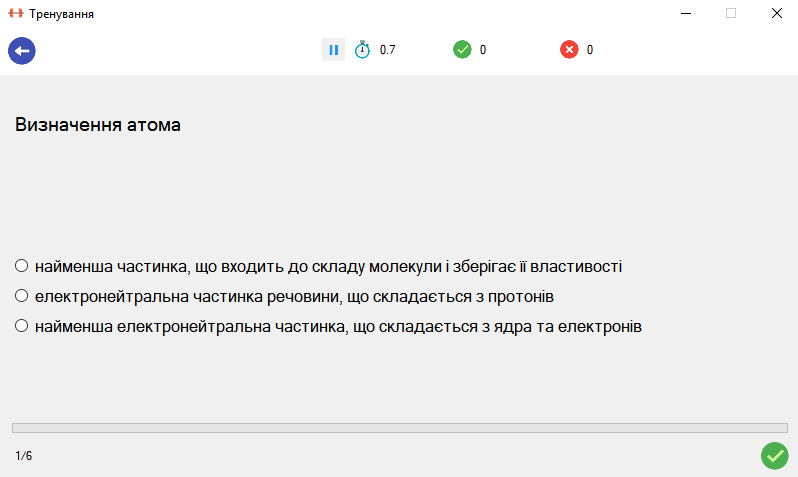 Тренування
0.7
0
0
Визначення атома
найменша частинка, що входить до складу молекули і зберігає її властивості
електронейтральна частинка речовини, що складається з протонів
найменша електронейтральна частинка, що складається з ядра та електронів
1/6